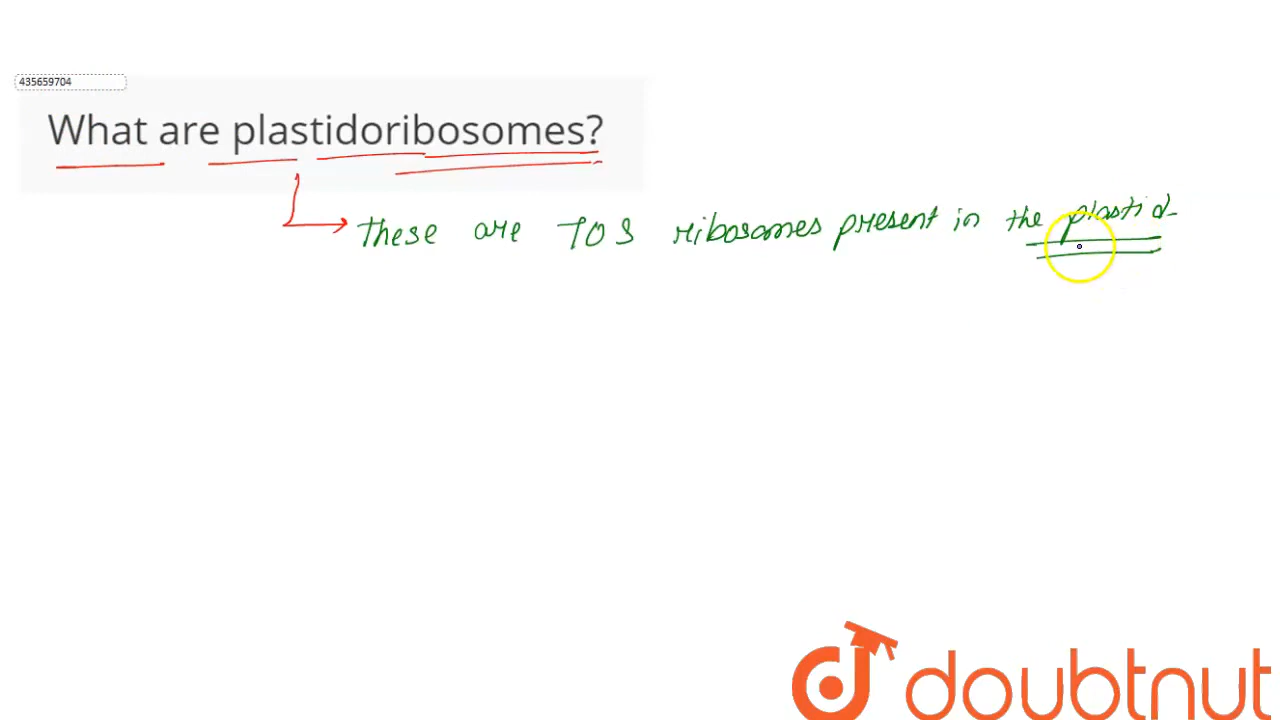 435659704
What are plastidoribosomes?
These are 70S ribosomes present in the plastid
doubtnut